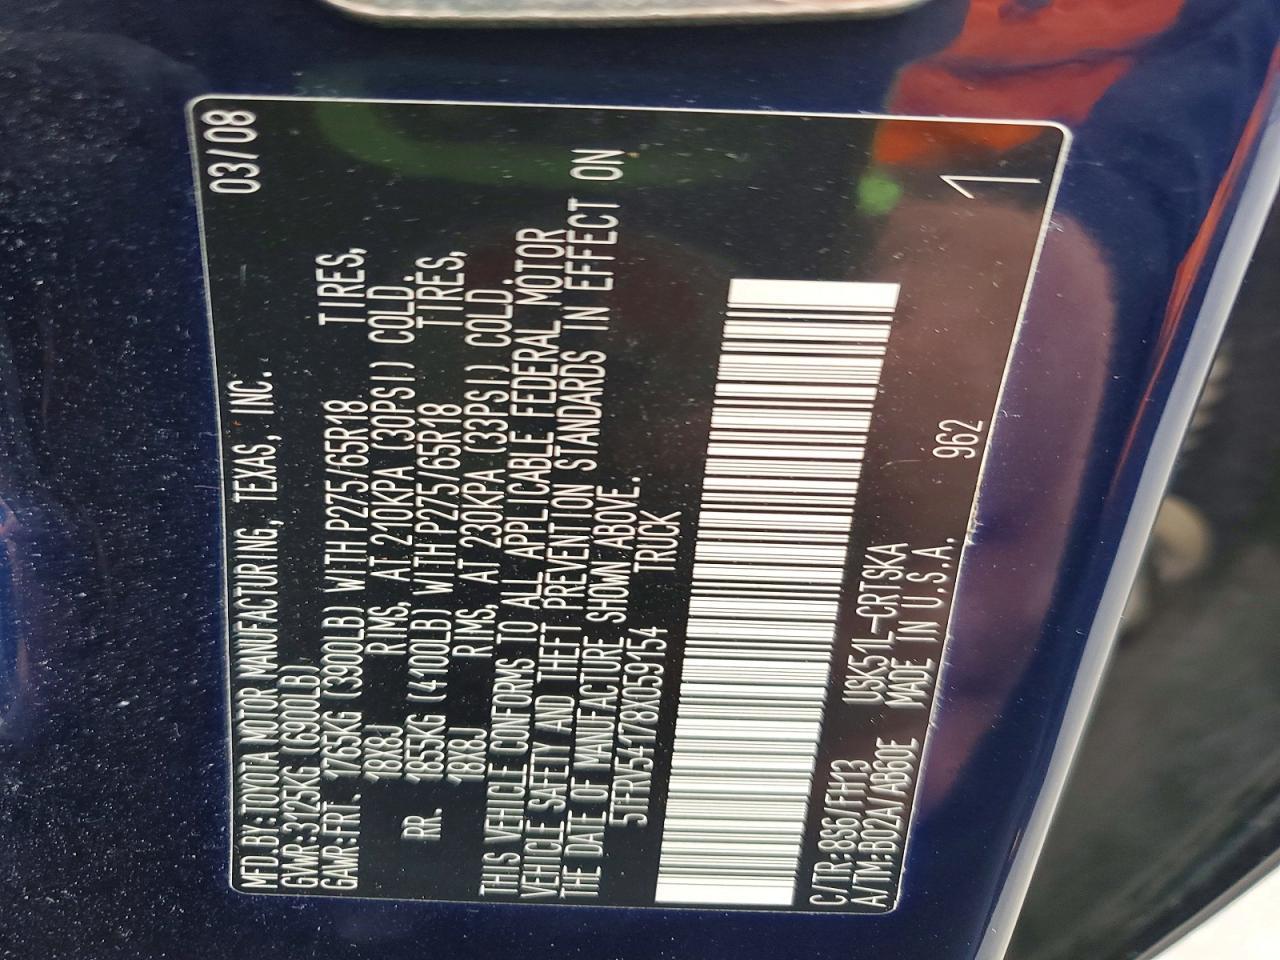 MFD.BY:TOYOTA MOTOR MANUFACTURING, TEXAS, INC. 03/08
GVWR:3125KG (6900LB)
GAWR:FRT. 1765KG (3900LB) WITH P275/65R18 TIRES,
18X8J RIMS, AT 210KPA (30PSI) COLD.
RR. 1855KG (4100LB) WITH P275/65R18 TIRES,
18X8J RIMS, AT 230KPA (33PSI) COLD.
THIS VEHICLE CONFORMS TO ALL APPLICABLE FEDERAL MOTOR
VEHICLE SAFETY AND THEFT PREVENTION STANDARDS IN EFFECT ON
THE DATE OF MANUFACTURE SHOWN ABOVE.
5TFRV54178X059154 TRUCK
C/TR:8S6/FH13 USK51L-CRTSKA
A/TM:B02A/AB60E MADE IN U.S.A. 962
1